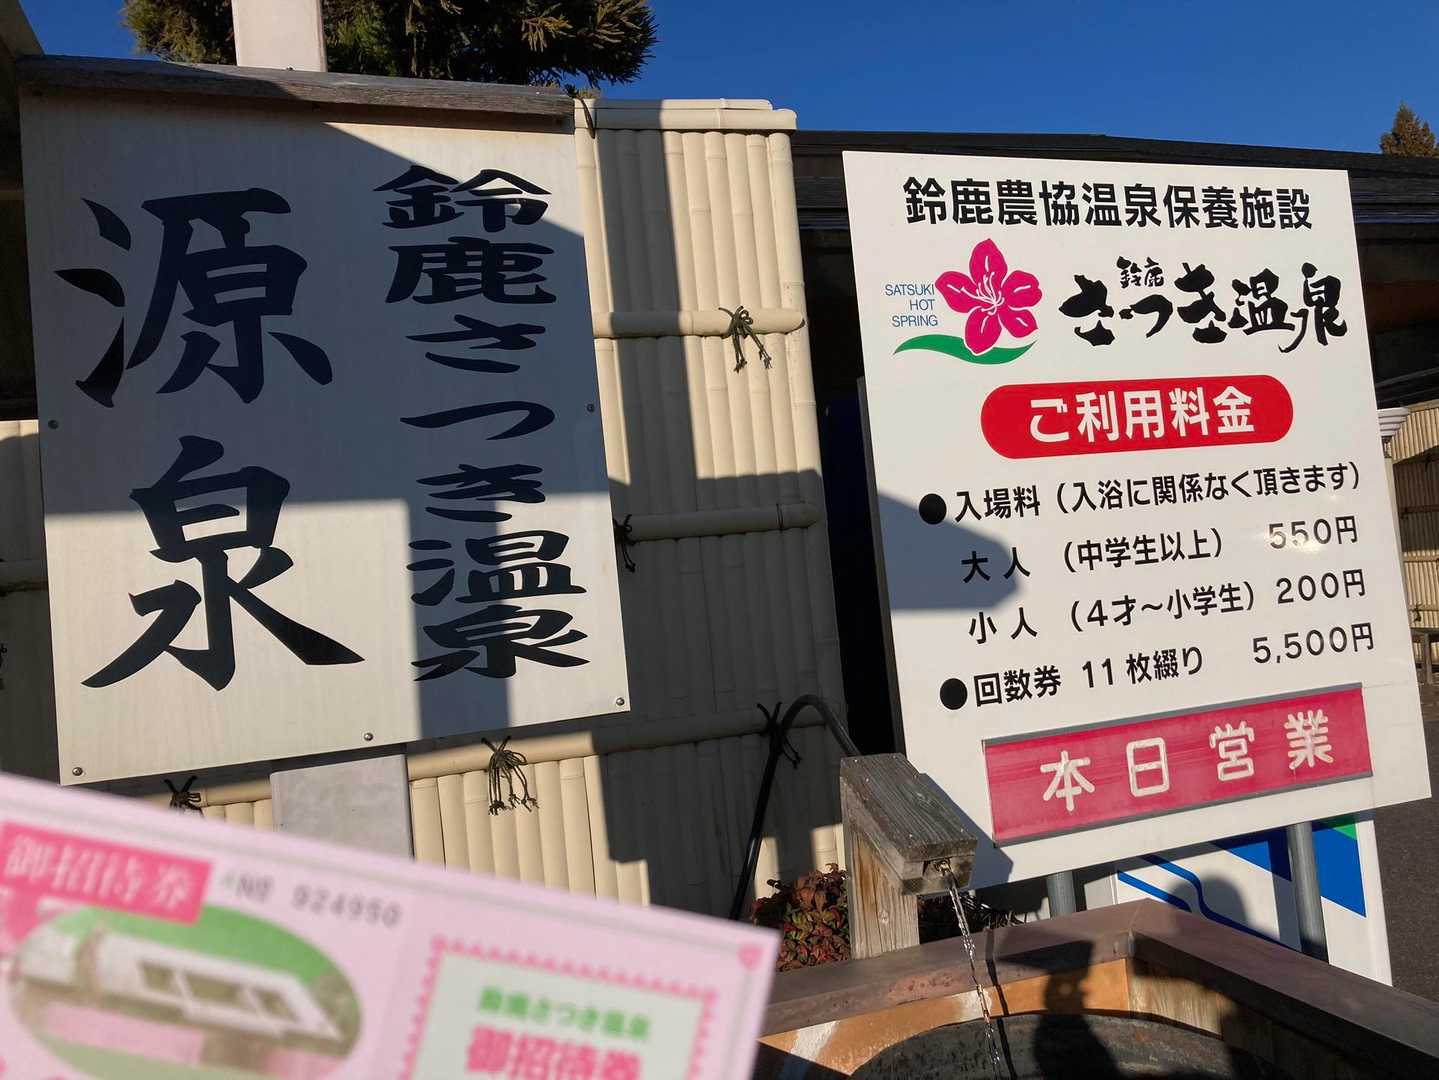 鈴鹿さつき温泉
源泉
鈴鹿農協温泉保養施設
SATSUKI
HOT
SPRING
鈴鹿
さつき温泉
ご利用料金
●入場料（入浴に関係なく頂きます）
大人（中学生以上） 550円
小人（4才～小学生） 200円
●回数券 11枚綴り 5,500円
本日営業
御招待券
Nº 924950
鈴鹿さつき温泉
御招待券